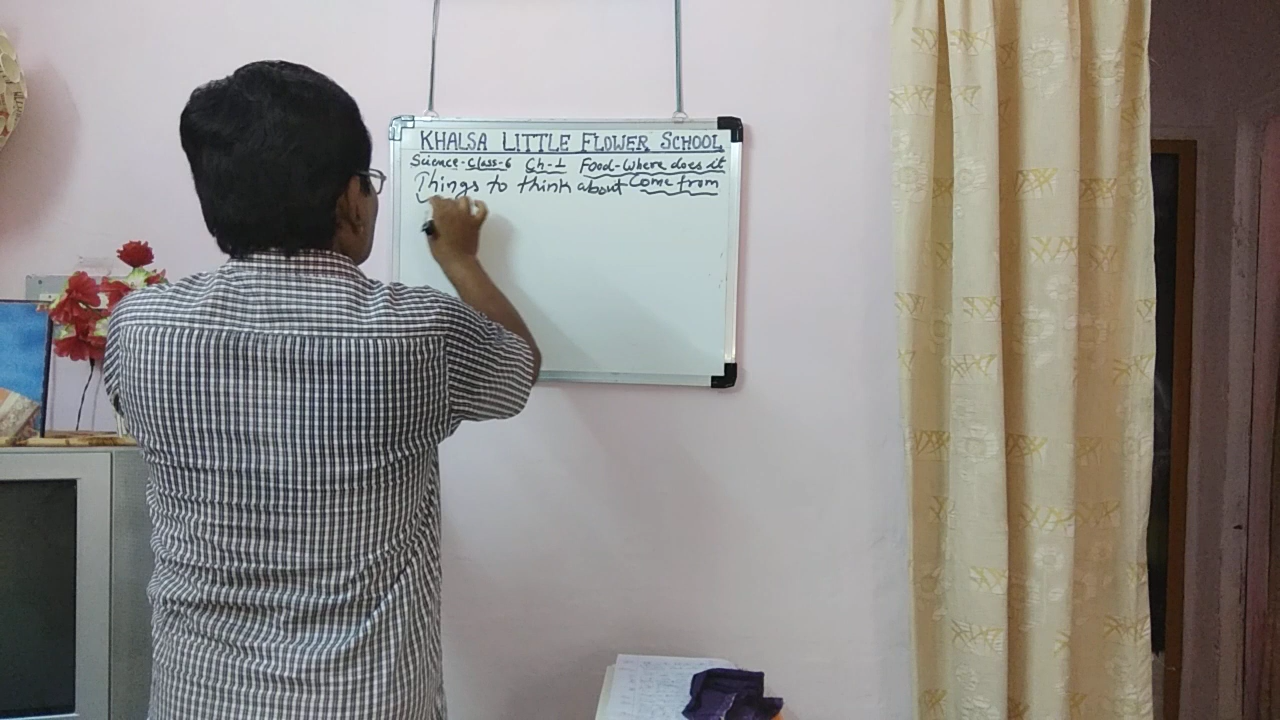 KHALSA LITTLE FLOWER SCHOOL
Science-Class-6 Ch-1 Food-Where does it
Things to think about Come from